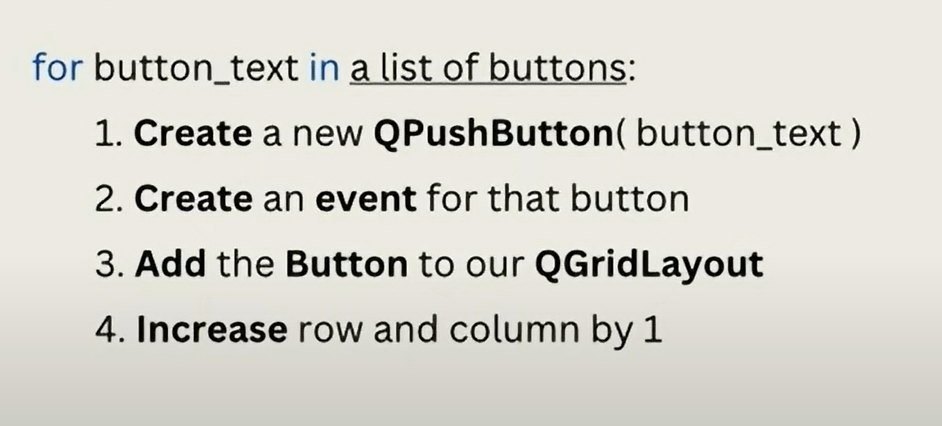 for button_text in a list of buttons:
1. Create a new QPushButton( button_text )
2. Create an event for that button
3. Add the Button to our QGridLayout
4. Increase row and column by 1